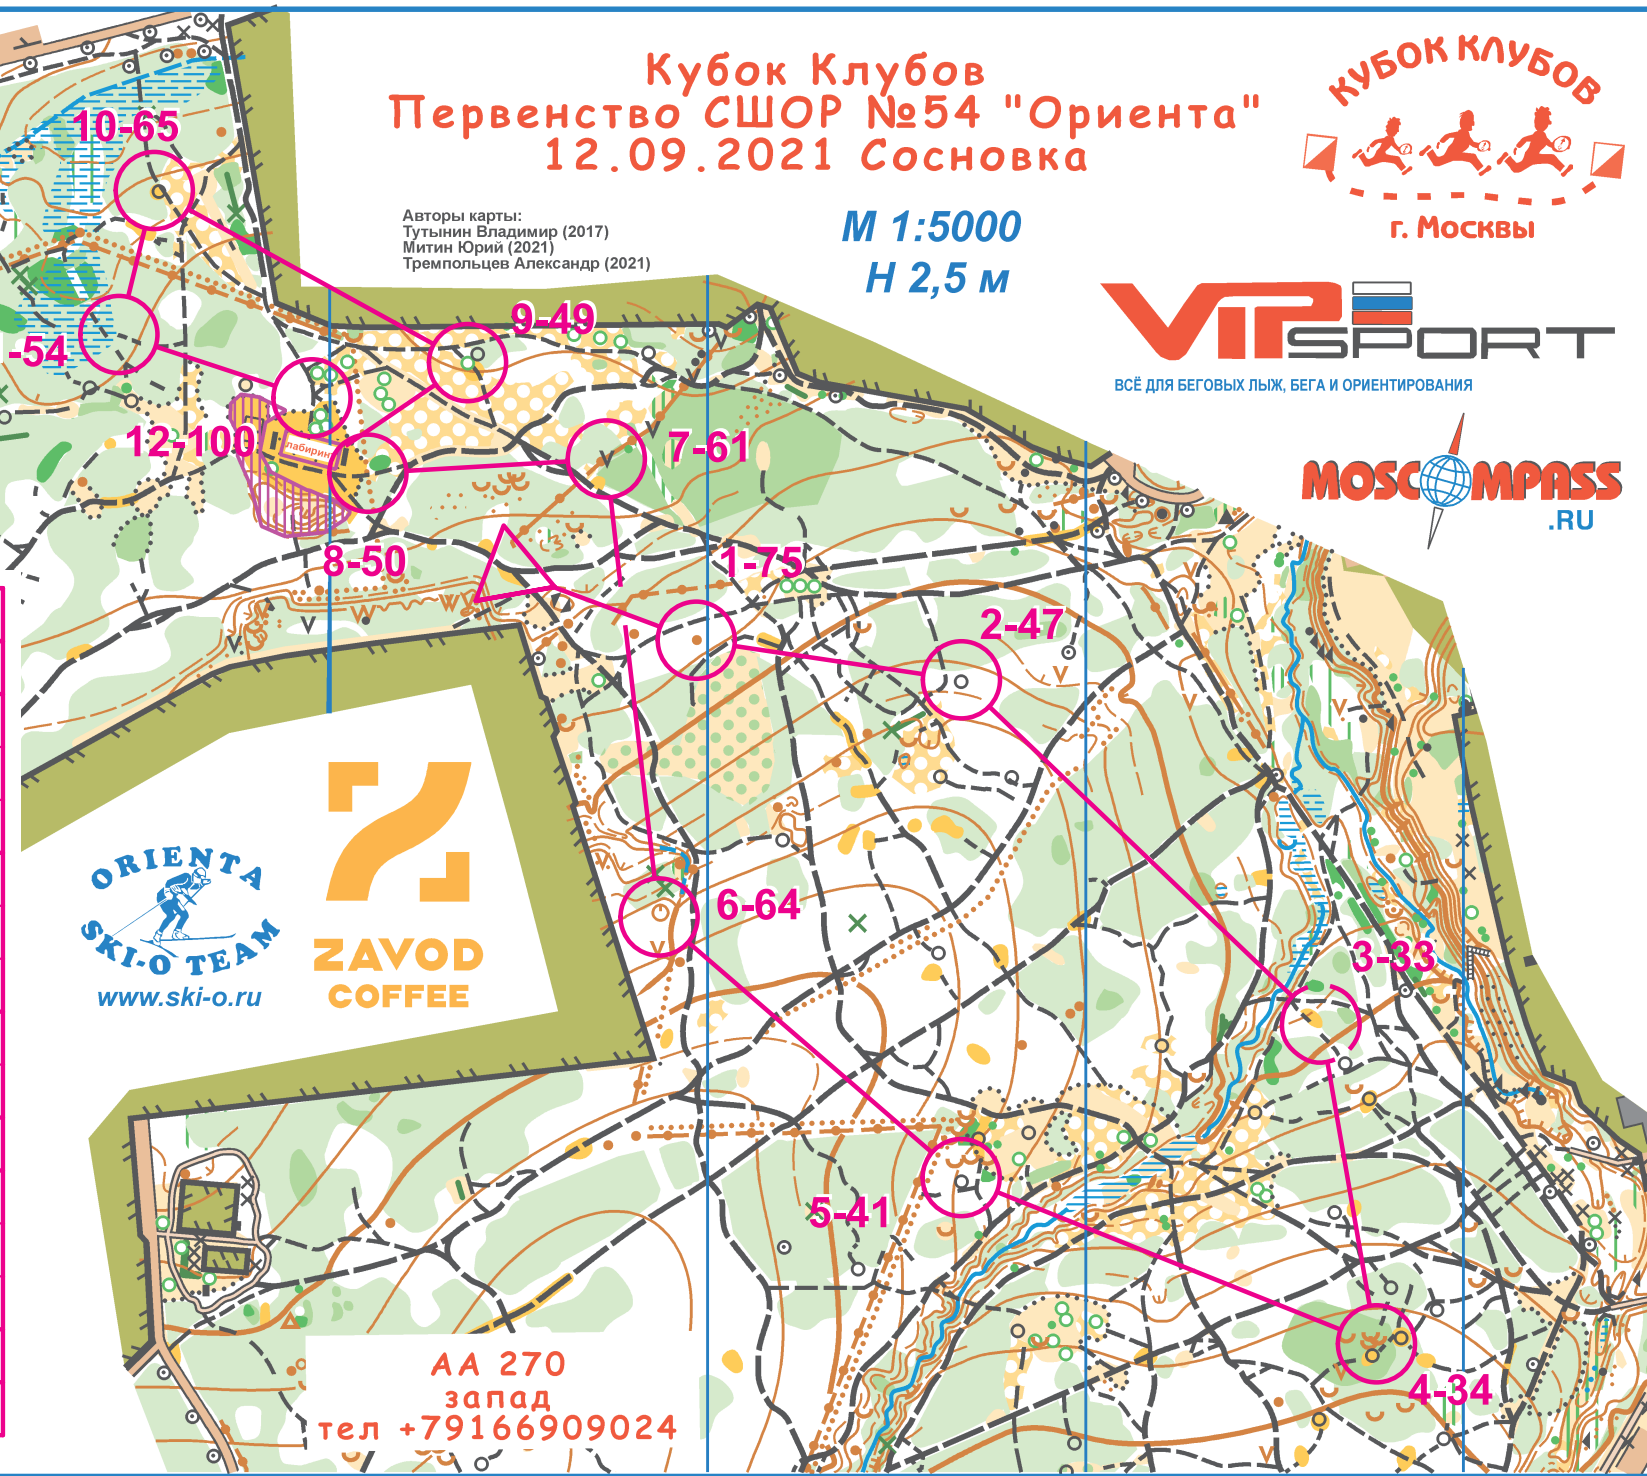 Кубок Клубов
Первенство СШОР №54 "Ориента"
12.09.2021 Сосновка
КУБОК КЛУБОВ
г. Москвы
Авторы карты:
Тутынин Владимир (2017)
Митин Юрий (2021)
Тремпольцев Александр (2021)
М 1:5000
Н 2,5 м
VIPSPORT
ВСЁ ДЛЯ БЕГОВЫХ ЛЫЖ, БЕГА И ОРИЕНТИРОВАНИЯ
MOSCOMPASS
.RU
10-65
9-49
-54
12-100
лабиринт
7-61
8-50
1-75
2-47
6-64
3-33
5-41
4-34
ORIENTA
SKI-O TEAM
www.ski-o.ru
ZAVOD
COFFEE
АА 270
запад
тел +79166909024